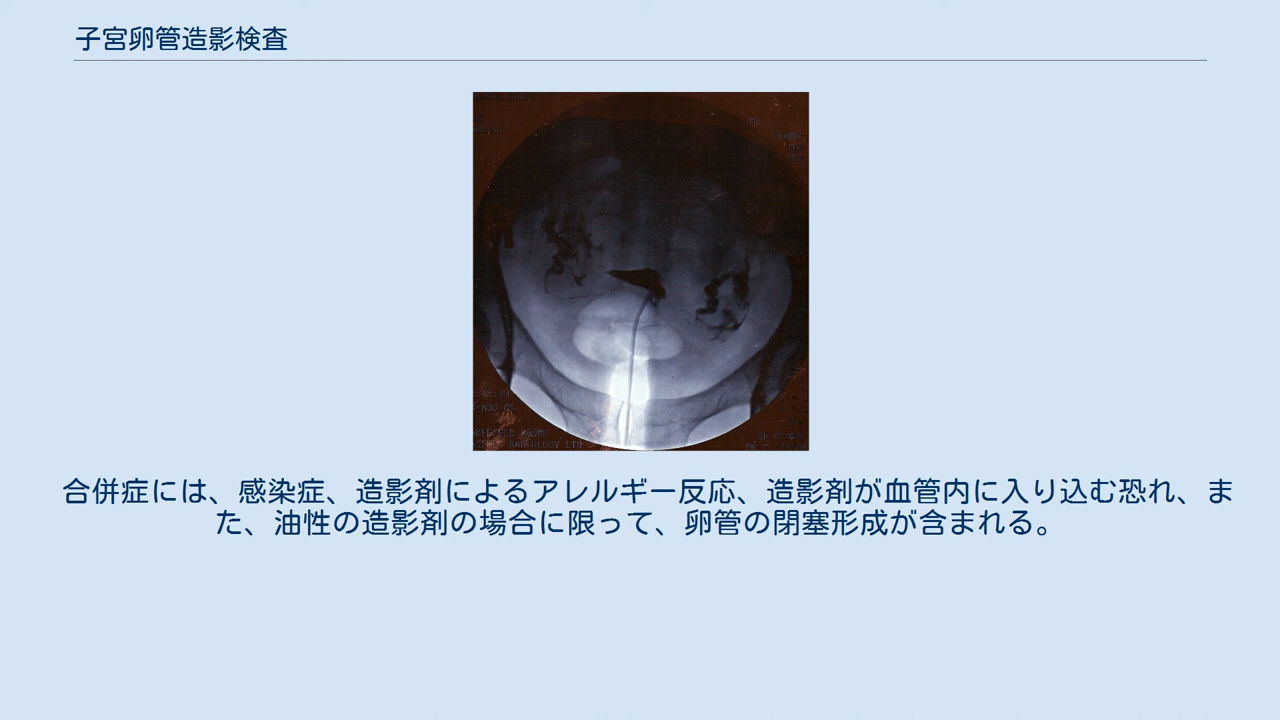 子宮卵管造影検査
合併症には、感染症、造影剤によるアレルギー反応、造影剤が血管内に入り込む恐れ、ま
た、油性の造影剤の場合に限って、卵管の閉塞形成が含まれる。